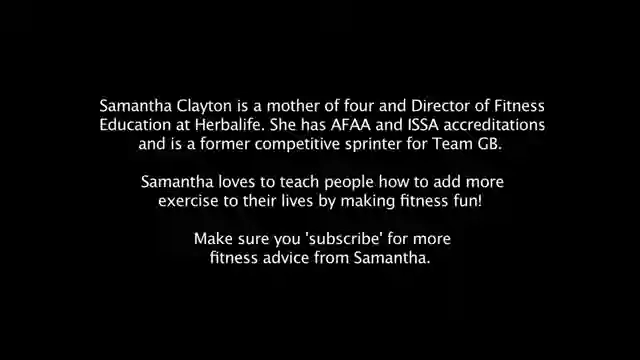 Samantha Clayton is a mother of four and Director of Fitness
Education at Herbalife. She has AFAA and ISSA accreditations
and is a former competitive sprinter for Team GB.
Samantha loves to teach people how to add more
exercise to their lives by making fitness fun!
Make sure you 'subscribe' for more
fitness advice from Samantha.